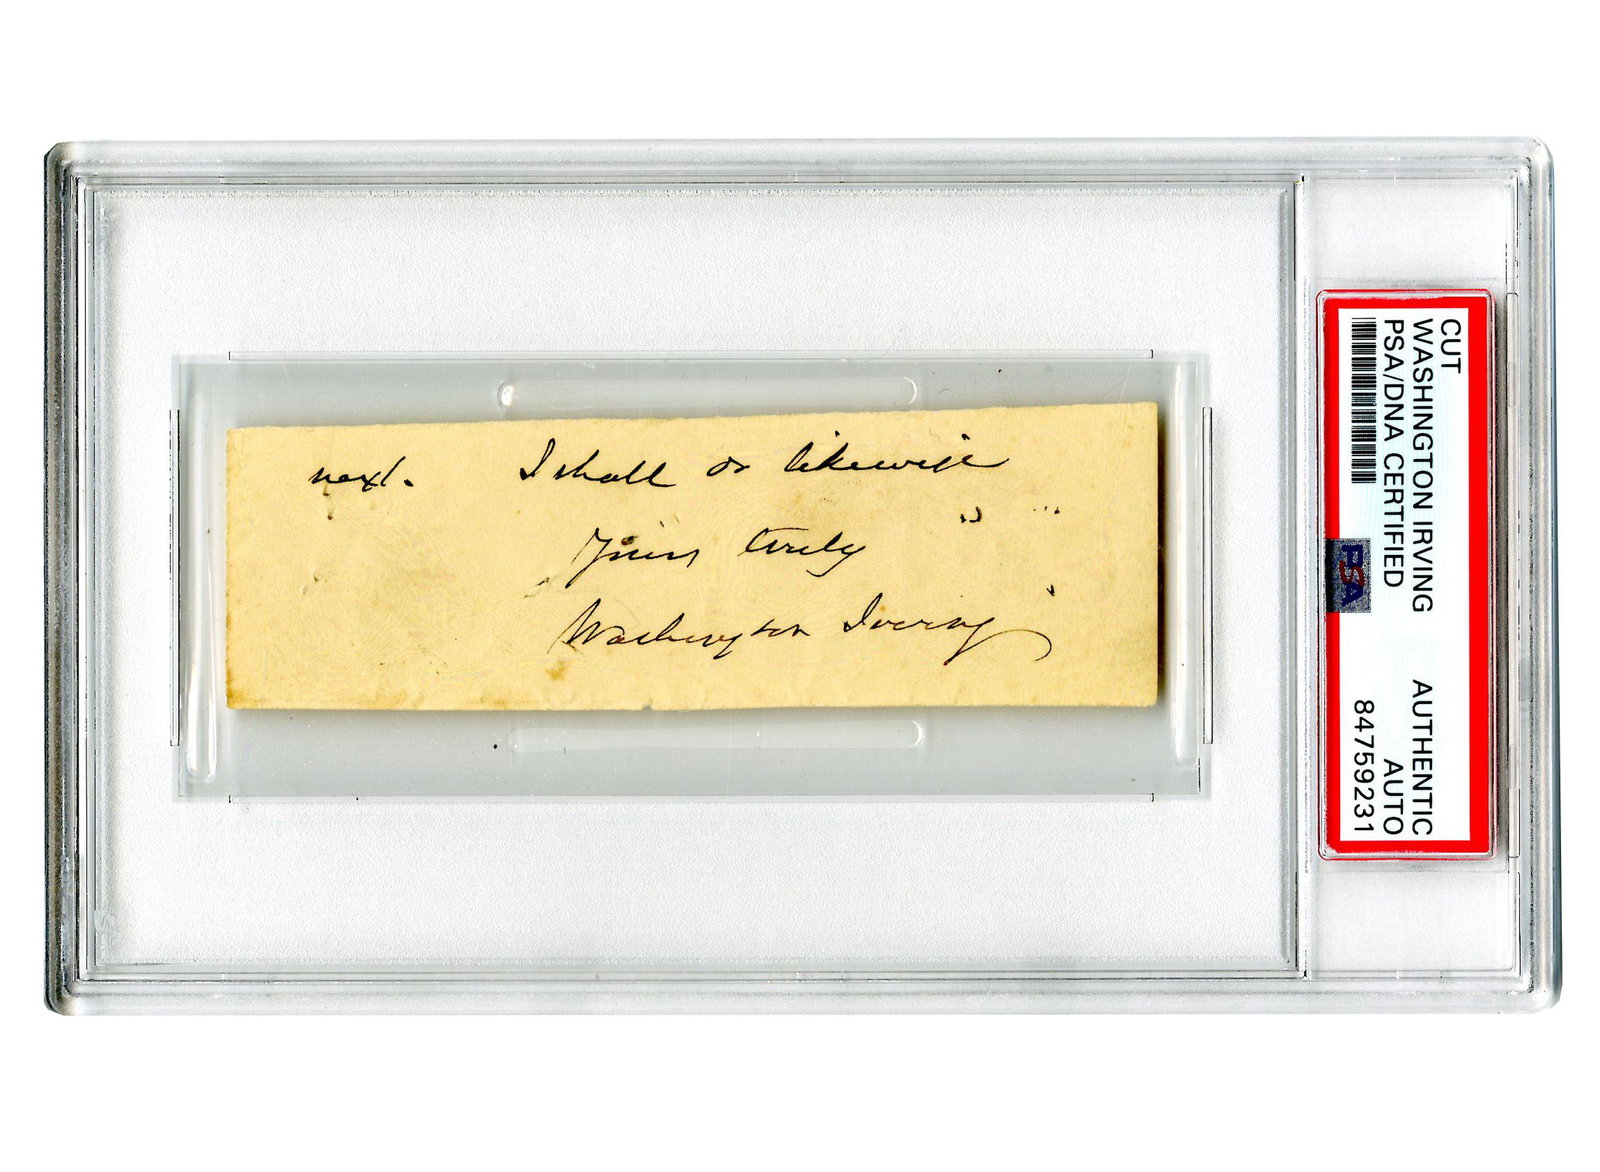 next. I shall do likewise
Yours truly
Washington Irving
CUT
WASHINGTON IRVING AUTHENTIC
PSA/DNA CERTIFIED AUTO
84759231
PSA